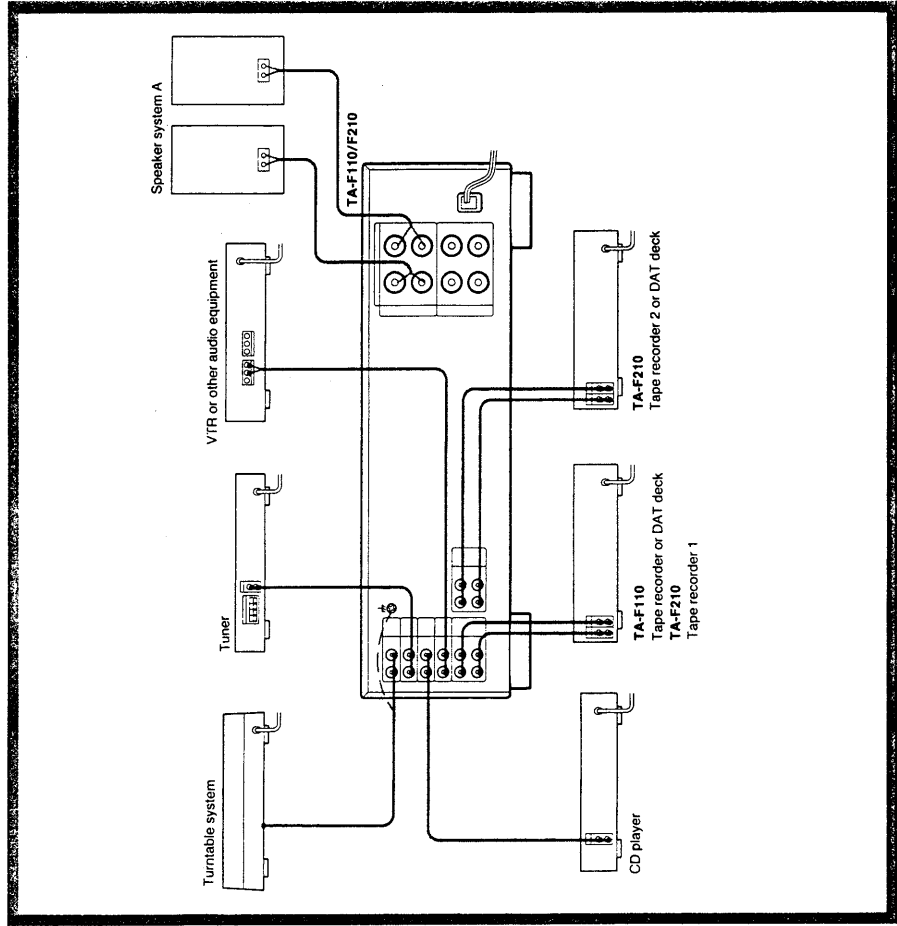 Turntable system
Tuner
VTR or other audio equipment
Speaker system A
TA-F110/F210
CD player
TA-F110
Tape recorder or DAT deck
TA-F210
Tape recorder 1
TA-F210
Tape recorder 2 or DAT deck